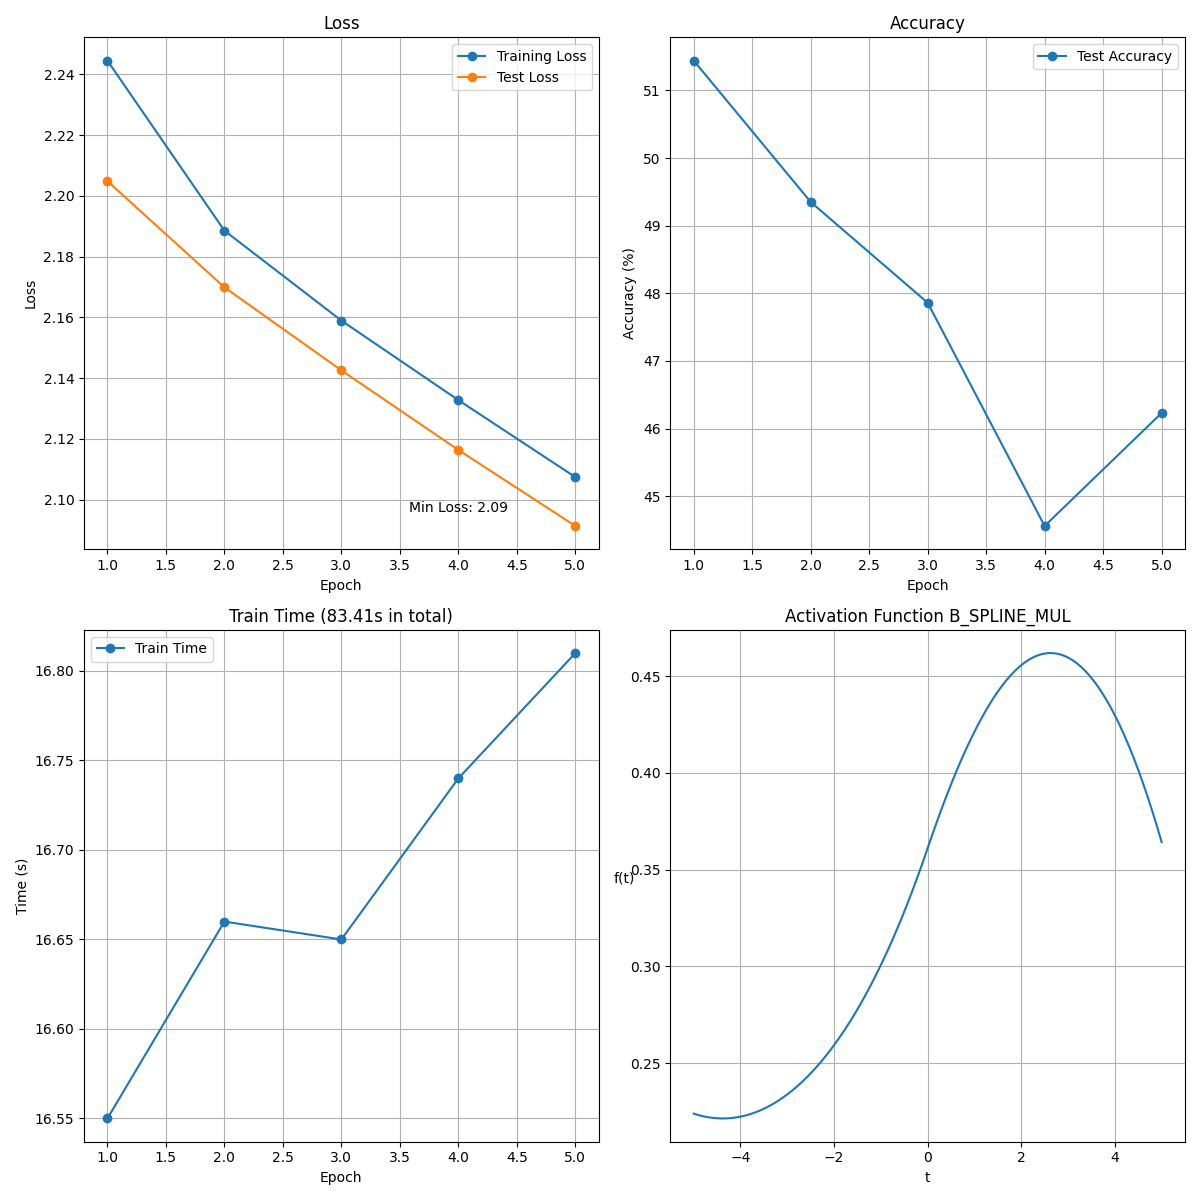 Loss
Training Loss
Test Loss
2.24
2.22
2.20
2.18
2.16
2.14
2.12
2.10
Loss
Min Loss: 2.09
1.0 1.5 2.0 2.5 3.0 3.5 4.0 4.5 5.0
Epoch
Accuracy
Test Accuracy
51
50
49
48
47
46
45
Accuracy (%)
1.0 1.5 2.0 2.5 3.0 3.5 4.0 4.5 5.0
Epoch
Train Time (83.41s in total)
Train Time
16.80
16.75
16.70
16.65
16.60
16.55
Time (s)
1.0 1.5 2.0 2.5 3.0 3.5 4.0 4.5 5.0
Epoch
Activation Function B_SPLINE_MUL
0.45
0.40
0.35
0.30
0.25
f(t)
−4 −2 0 2 4
t